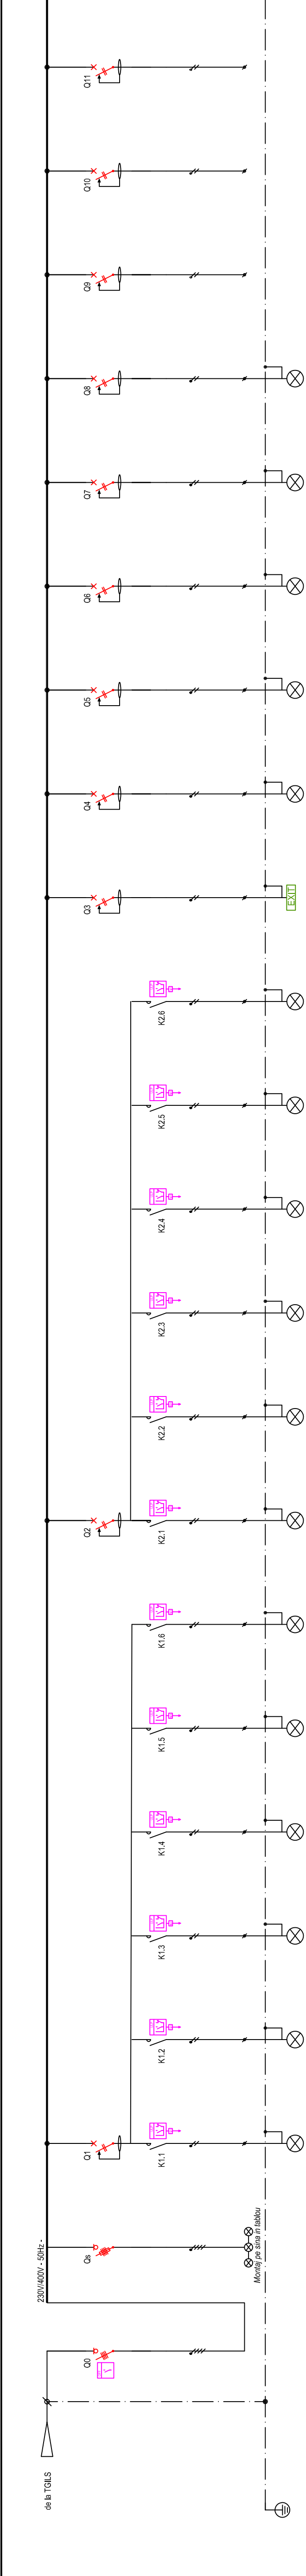 de la TGILS
230V/400V - 50Hz -
Q0
Qs
Montaj pe sina in tablou
Q1
K1.1
K1.2
K1.3
K1.4
K1.5
K1.6
Q2
K2.1
K2.2
K2.3
K2.4
K2.5
K2.6
Q3
EXIT
Q4
Q5
Q6
Q7
Q8
Q9
Q10
Q11